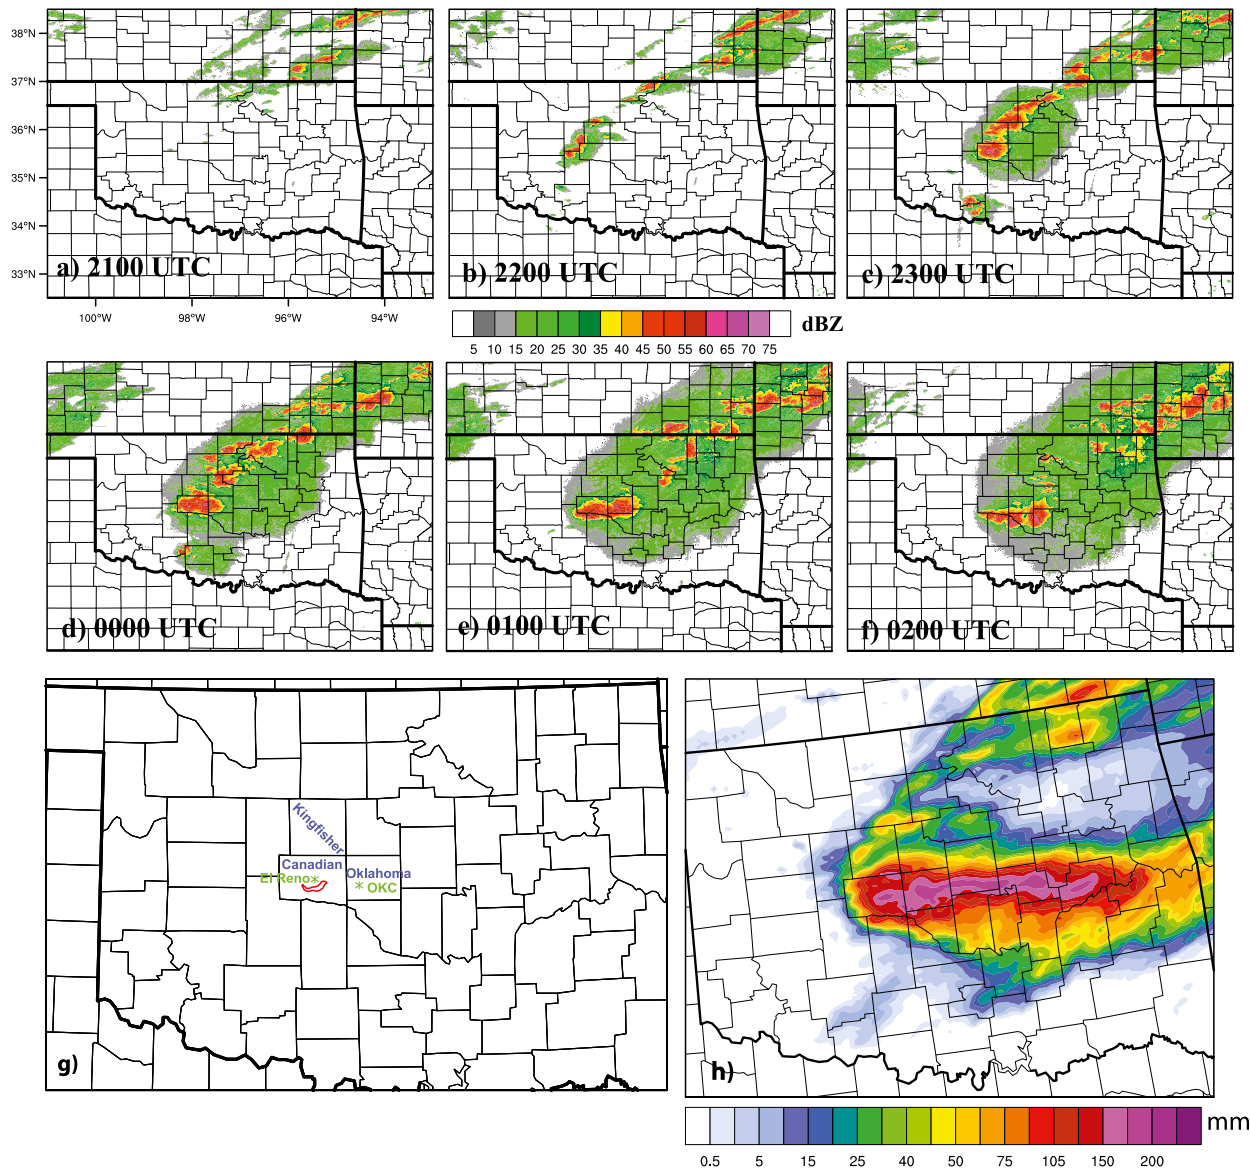 38°N
37°N
36°N
35°N
34°N
33°N
a) 2100 UTC
b) 2200 UTC
c) 2300 UTC
100°W 98°W 96°W 94°W
dBZ
5 10 15 20 25 30 35 40 45 50 55 60 65 70 75
d) 0000 UTC
e) 0100 UTC
f) 0200 UTC
Kingfisher
Canadian
El Reno
Oklahoma
OKC
g)
h)
mm
0.5 5 15 25 40 50 75 105 150 200